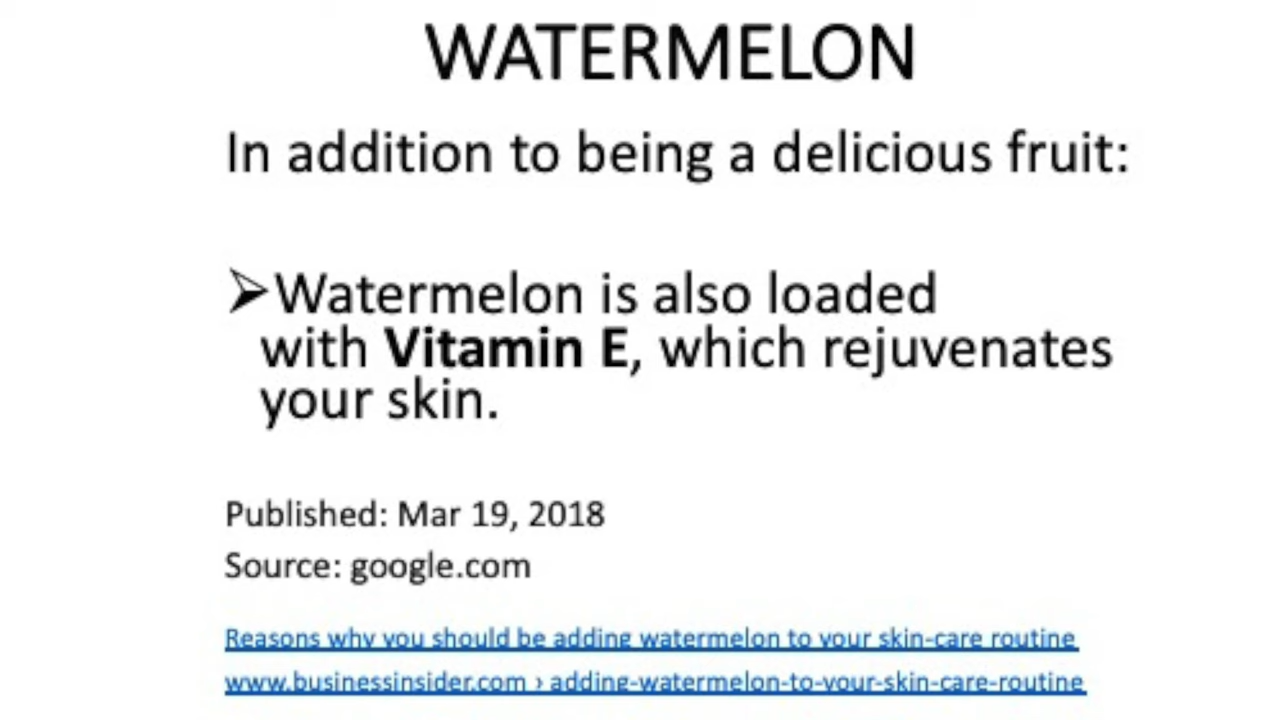 WATERMELON
In addition to being a delicious fruit:
➢Watermelon is also loaded
with Vitamin E, which rejuvenates
your skin.
Published: Mar 19, 2018
Source: google.com
Reasons why you should be adding watermelon to your skin-care routine
www.businessinsider.com › adding-watermelon-to-your-skin-care-routine